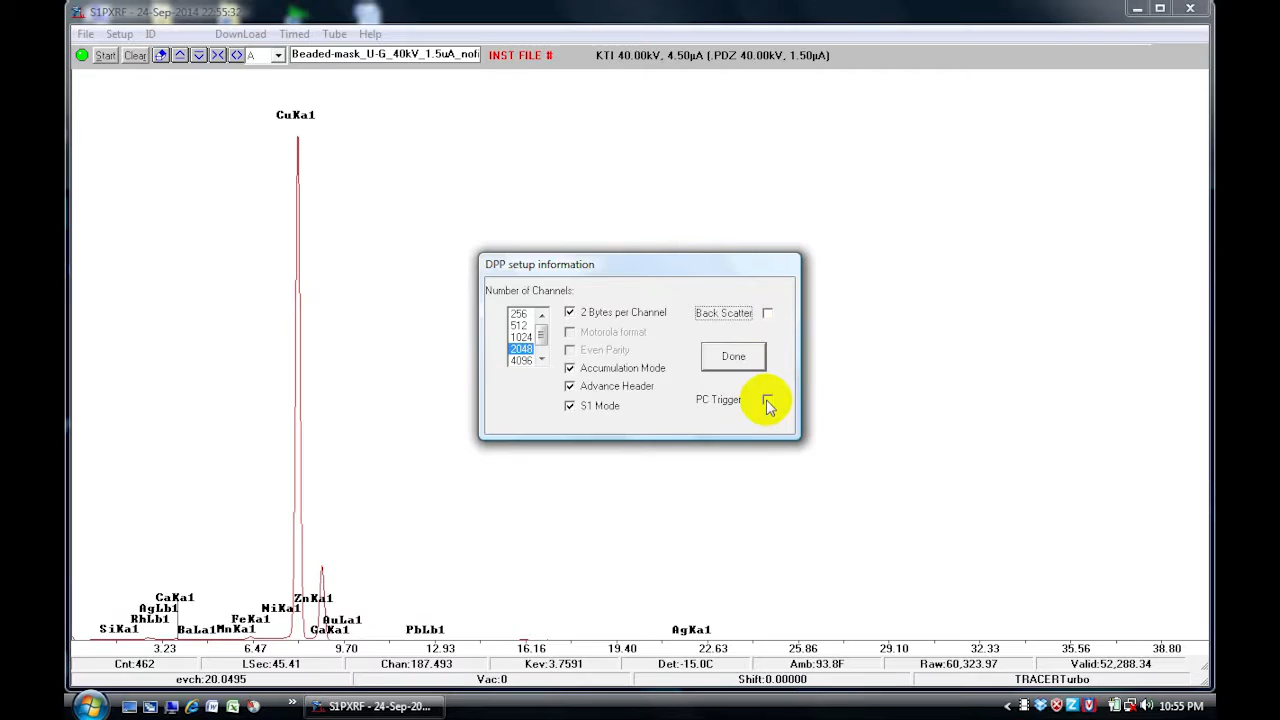 S1PXRF - 24-Sep-2014 22:55:32
File Setup ID DownLoad Timed Tube Help
Start Clear A Beaded-mask_U-G_40kV_1.5uA_nofi INST FILE # KTI 40.00kV, 4.50µA (.PDZ 40.00kV, 1.50µA)
CuKa1
DPP setup information
Number of Channels:
256
512
1024
2048
4096
2 Bytes per Channel
Motorola format
Even Parity
Accumulation Mode
Advance Header
S1 Mode
Back Scatter
Done
PC Trigger
CaKa1
ZnKa1
AgLb1
NiKa1
RhLb1
FeKa1
AuLa1
SiKa1
BaLa1
MnKa1
GaKa1
PbLb1
AgKa1
3.23 6.47 9.70 12.93 16.16 19.40 22.63 25.86 29.10 32.33 35.56 38.80
Cnt:462 LSec:45.41 Chan:187.493 Kev:3.7591 Det:-15.0C Amb:93.8F Raw:60,323.97 Valid:52,288.34
evch:20.0495 Vac:0 Shift:0.00000 TRACERTurbo
S1PXRF - 24-Sep-20... 10:55 PM